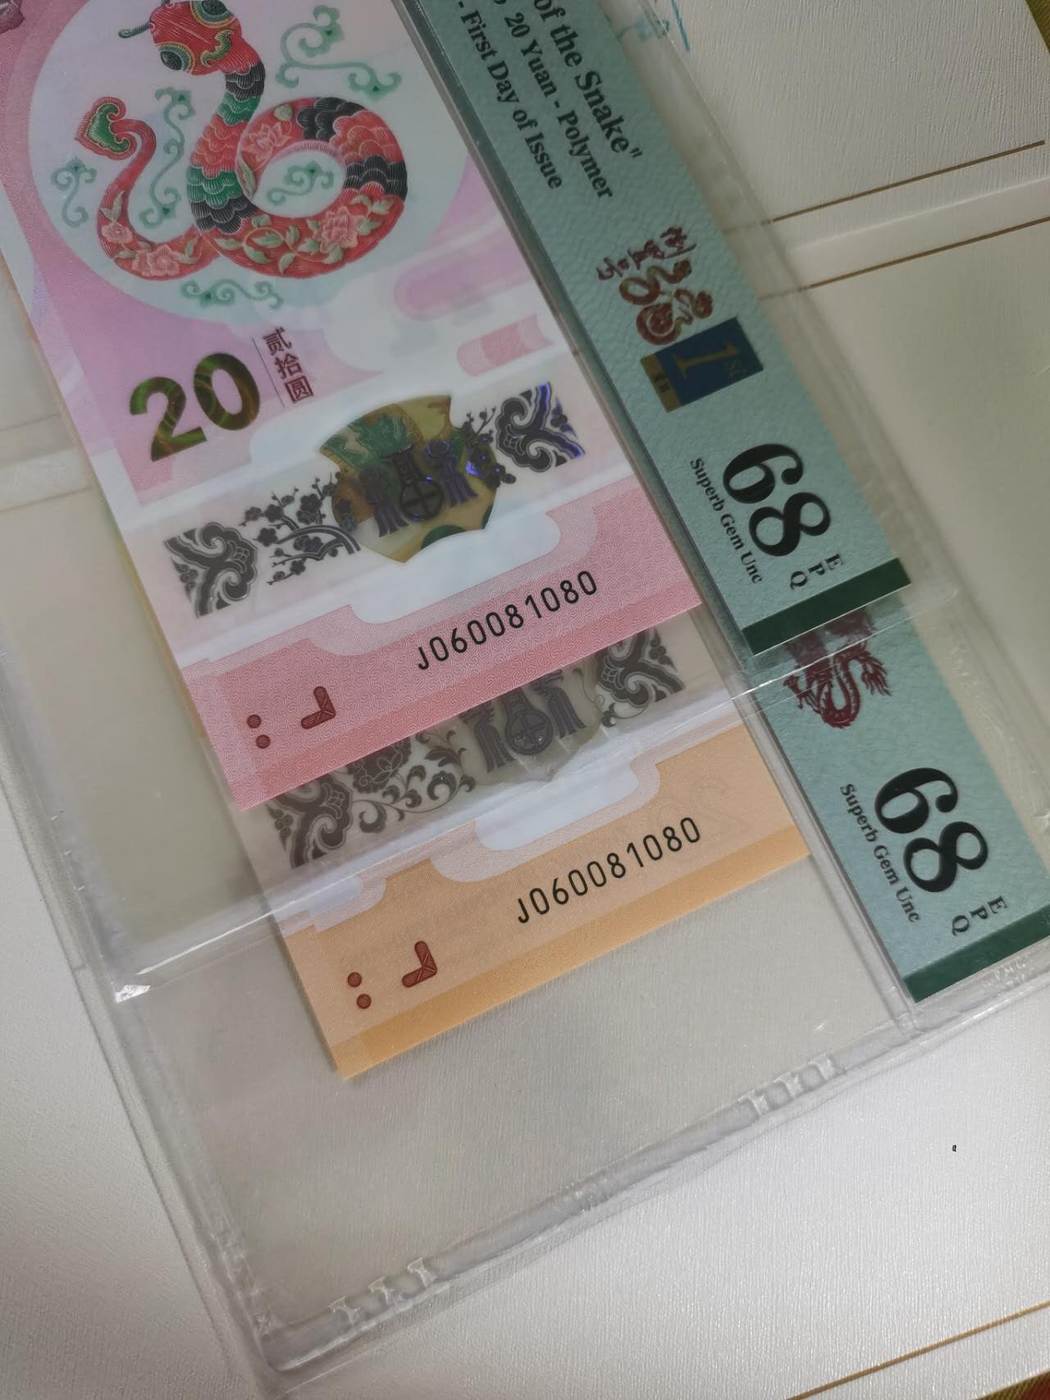 of the Snake"
20 Yuan - Polymer
- First Day of Issue
1
68
EPQ
Superb Gem Unc
20
贰拾圆
J060081080
68
EPQ
Superb Gem Unc
J060081080